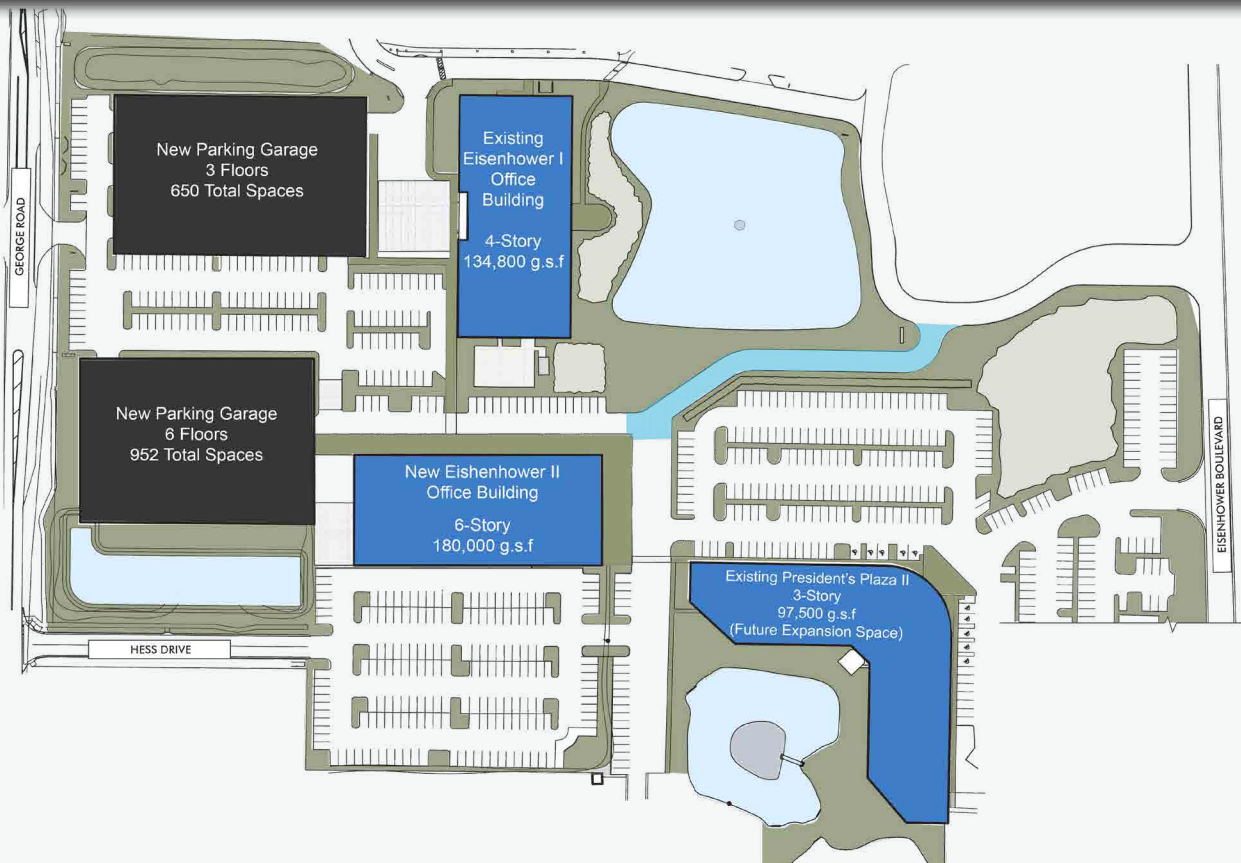 New Parking Garage
3 Floors
650 Total Spaces
Existing
Eisenhower I
Office
Building
4-Story
134,800 g.s.f
GEORGE ROAD
New Parking Garage
6 Floors
952 Total Spaces
New Eishenhower II
Office Building
6-Story
180,000 g.s.f
EISENHOWER BOULEVARD
Existing President's Plaza II
3-Story
97,500 g.s.f
(Future Expansion Space)
HESS DRIVE